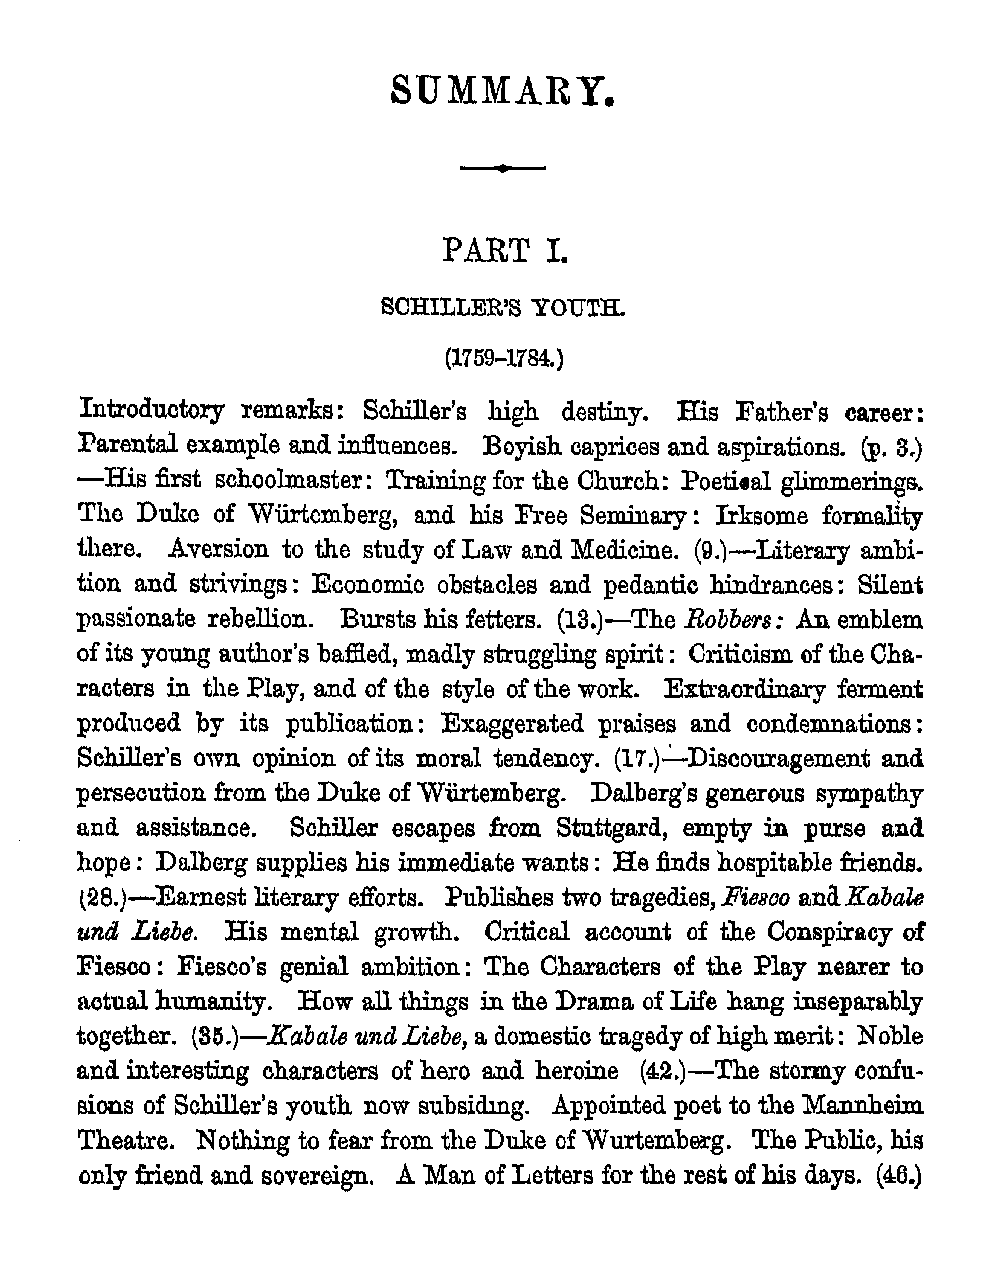 SUMMARY.
PART I.
SCHILLER'S YOUTH.
(1759–1784.)
Introductory remarks: Schiller's high destiny. His Father's career:
Parental example and influences. Boyish caprices and aspirations. (p. 3.)
—His first schoolmaster: Training for the Church: Poetical glimmerings.
The Duke of Würtemberg, and his Free Seminary: Irksome formality
there. Aversion to the study of Law and Medicine. (9.)—Literary ambi-
tion and strivings: Economic obstacles and pedantic hindrances: Silent
passionate rebellion. Bursts his fetters. (13.)—The Robbers: An emblem
of its young author's baffled, madly struggling spirit: Criticism of the Cha-
racters in the Play, and of the style of the work. Extraordinary ferment
produced by its publication: Exaggerated praises and condemnations:
Schiller's own opinion of its moral tendency. (17.)—Discouragement and
persecution from the Duke of Würtemberg. Dalberg's generous sympathy
and assistance. Schiller escapes from Stuttgard, empty in purse and
hope: Dalberg supplies his immediate wants: He finds hospitable friends.
(28.)—Earnest literary efforts. Publishes two tragedies, Fiesco and Kabale
und Liebe. His mental growth. Critical account of the Conspiracy of
Fiesco: Fiesco's genial ambition: The Characters of the Play nearer to
actual humanity. How all things in the Drama of Life hang inseparably
together. (35.)—Kabale und Liebe, a domestic tragedy of high merit: Noble
and interesting characters of hero and heroine (42.)—The stormy confu-
sions of Schiller's youth now subsiding. Appointed poet to the Mannheim
Theatre. Nothing to fear from the Duke of Wurtemberg. The Public, his
only friend and sovereign. A Man of Letters for the rest of his days. (46.)